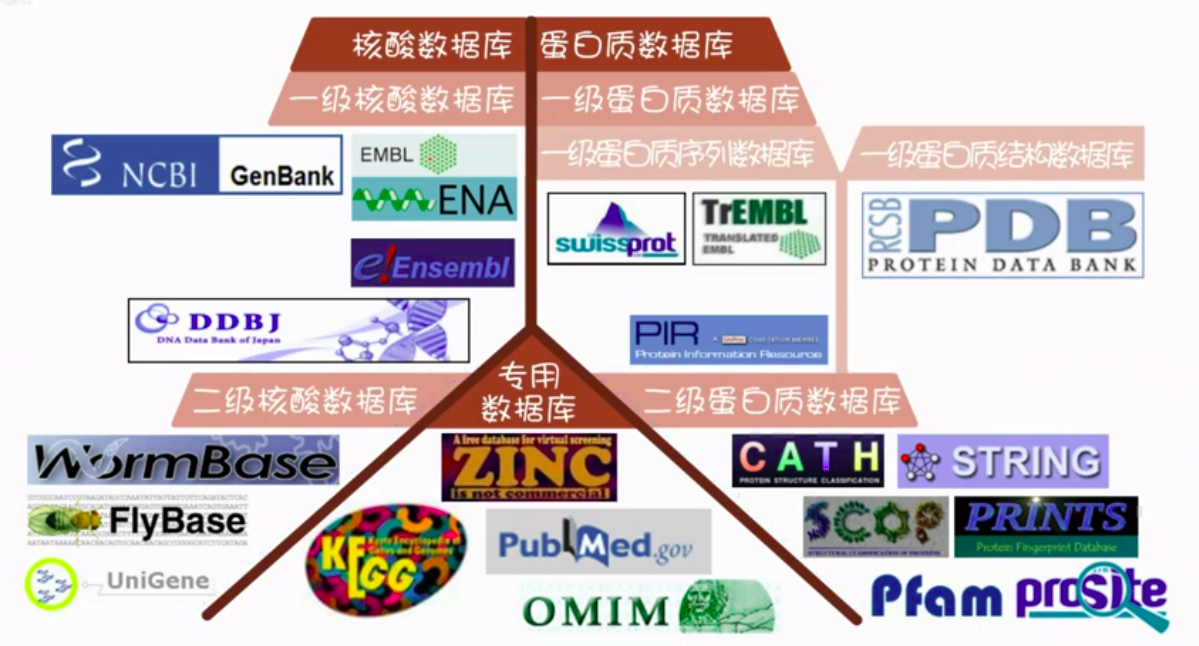 核酸数据库
蛋白质数据库
一级核酸数据库
一级蛋白质数据库
一级蛋白质序列数据库
一级蛋白质结构数据库
NCBI
GenBank
EMBL
ENA
swissprot
TrEMBL
TRANSLATED
EMBL
RCSB
PDB
PROTEIN DATA BANK
e!Ensembl
DDBJ
DNA Data Bank of Japan
PIR
Protein Information Resource
二级核酸数据库
专用
数据库
二级蛋白质数据库
WormBase
FlyBase
UniGene
A free database for virtual screening
ZINC
is not commercial
KEGG
Kyoto Encyclopedia of
Genes and Genomes
PubMed.gov
OMIM
CATH
PROTEIN STRUCTURE CLASSIFICATION
STRING
SCOP
STRUCTURAL CLASSIFICATION OF PROTEINS
PRINTS
Protein Fingerprint Database
Pfam
prosite